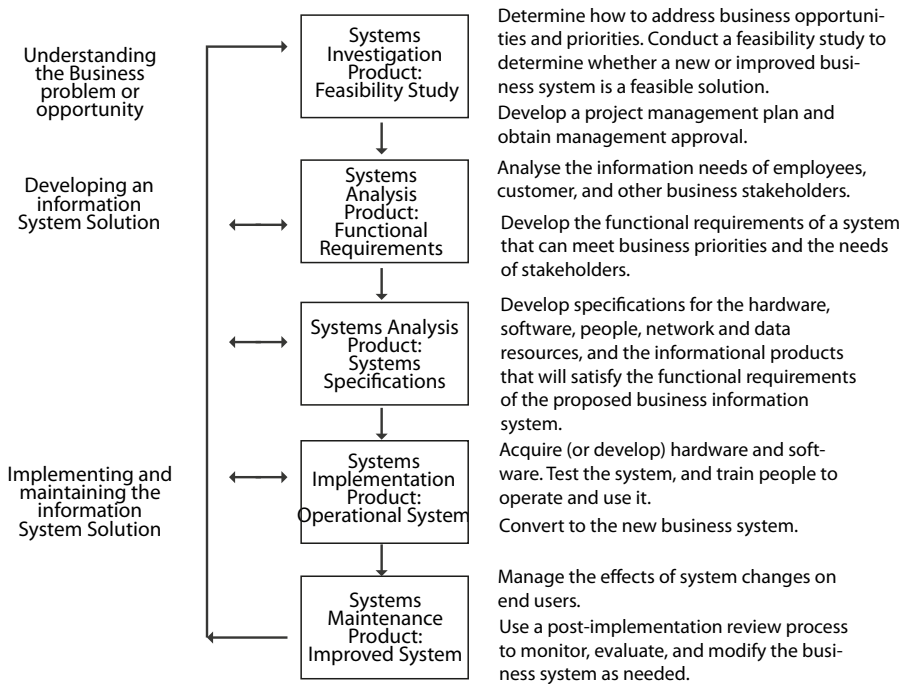 Understanding
the Business
problem or
opportunity
Systems
Investigation
Product:
Feasibility Study
Determine how to address business opportuni-
ties and priorities. Conduct a feasibility study to
determine whether a new or improved busi-
ness system is a feasible solution.
Develop a project management plan and
obtain management approval.
Developing an
information
System Solution
Systems
Analysis
Product:
Functional
Requirements
Analyse the information needs of employees,
customer, and other business stakeholders.
Develop the functional requirements of a system
that can meet business priorities and the needs
of stakeholders.
Systems Analysis
Product:
Systems
Specifications
Develop specifications for the hardware,
software, people, network and data
resources, and the informational products
that will satisfy the functional requirements
of the proposed business information
system.
Implementing and
maintaining the
information
System Solution
Systems
Implementation
Product:
Operational System
Acquire (or develop) hardware and soft-
ware. Test the system, and train people to
operate and use it.
Convert to the new business system.
Systems
Maintenance
Product:
Improved System
Manage the effects of system changes on
end users.
Use a post-implementation review process
to monitor, evaluate, and modify the busi-
ness system as needed.